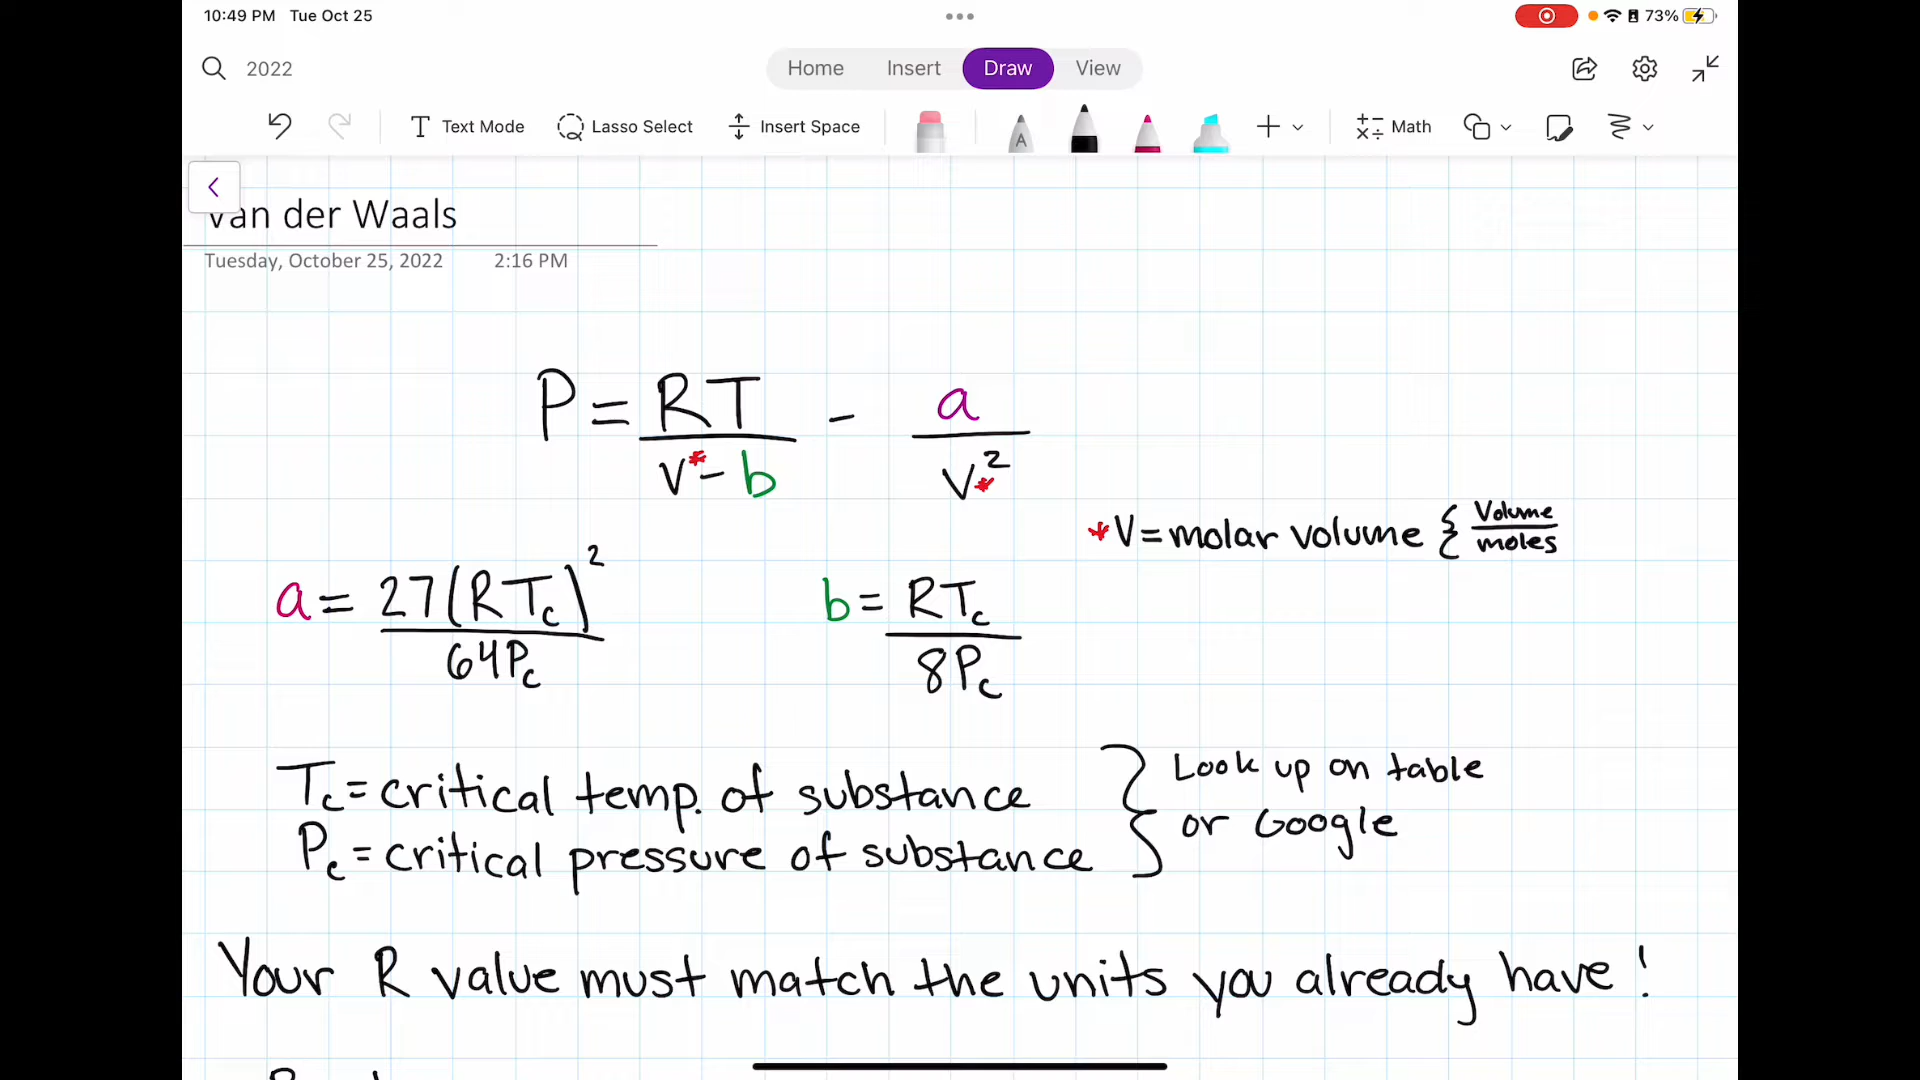 10:49 PM Tue Oct 25
73%
2022
Home Insert Draw View
Text Mode Lasso Select Insert Space A Math
Van der Waals
Tuesday, October 25, 2022 2:16 PM
P = RT / (V* - b) - a / V*²
*V = molar volume { Volume / moles
a = 27(RTc)² / 64Pc
b = RTc / 8Pc
Tc = critical temp. of substance
Pc = critical pressure of substance
Look up on table
or Google
Your R value must match the units you already have!